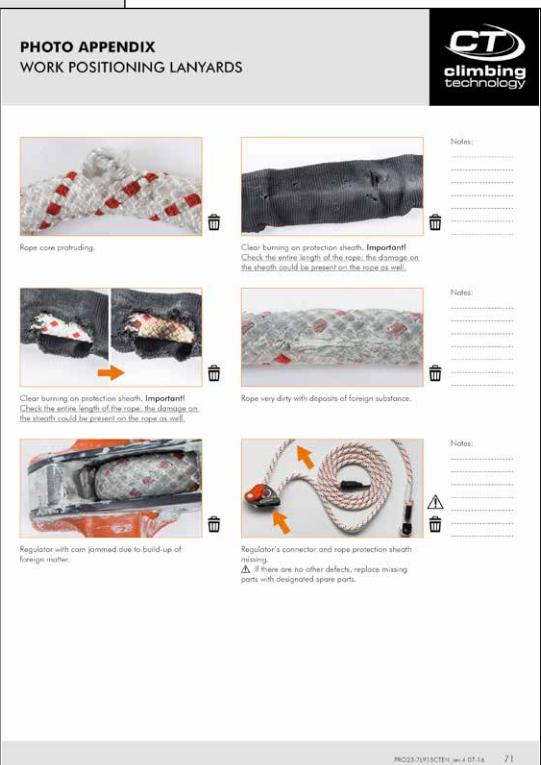 PHOTO APPENDIX
WORK POSITIONING LANYARDS
CT
climbing
technology
Rope core protruding.
Clear burning on protection sheath. Important!
Check the entire length of the rope: the damage on
the sheath could be present on the rope as well.
Notes:
Clear burning on protection sheath. Important!
Check the entire length of the rope: the damage on
the sheath could be present on the rope as well.
Rope very dirty with deposits of foreign substance.
Notes:
Regulator with cam jammed due to build-up of
foreign matter.
Regulator's connector and rope protection sheath
missing.
⚠ If there are no other defects, replace missing
parts with designated spare parts.
Notes:
PRO23-7L915CTEN_rev.4 07-16 71